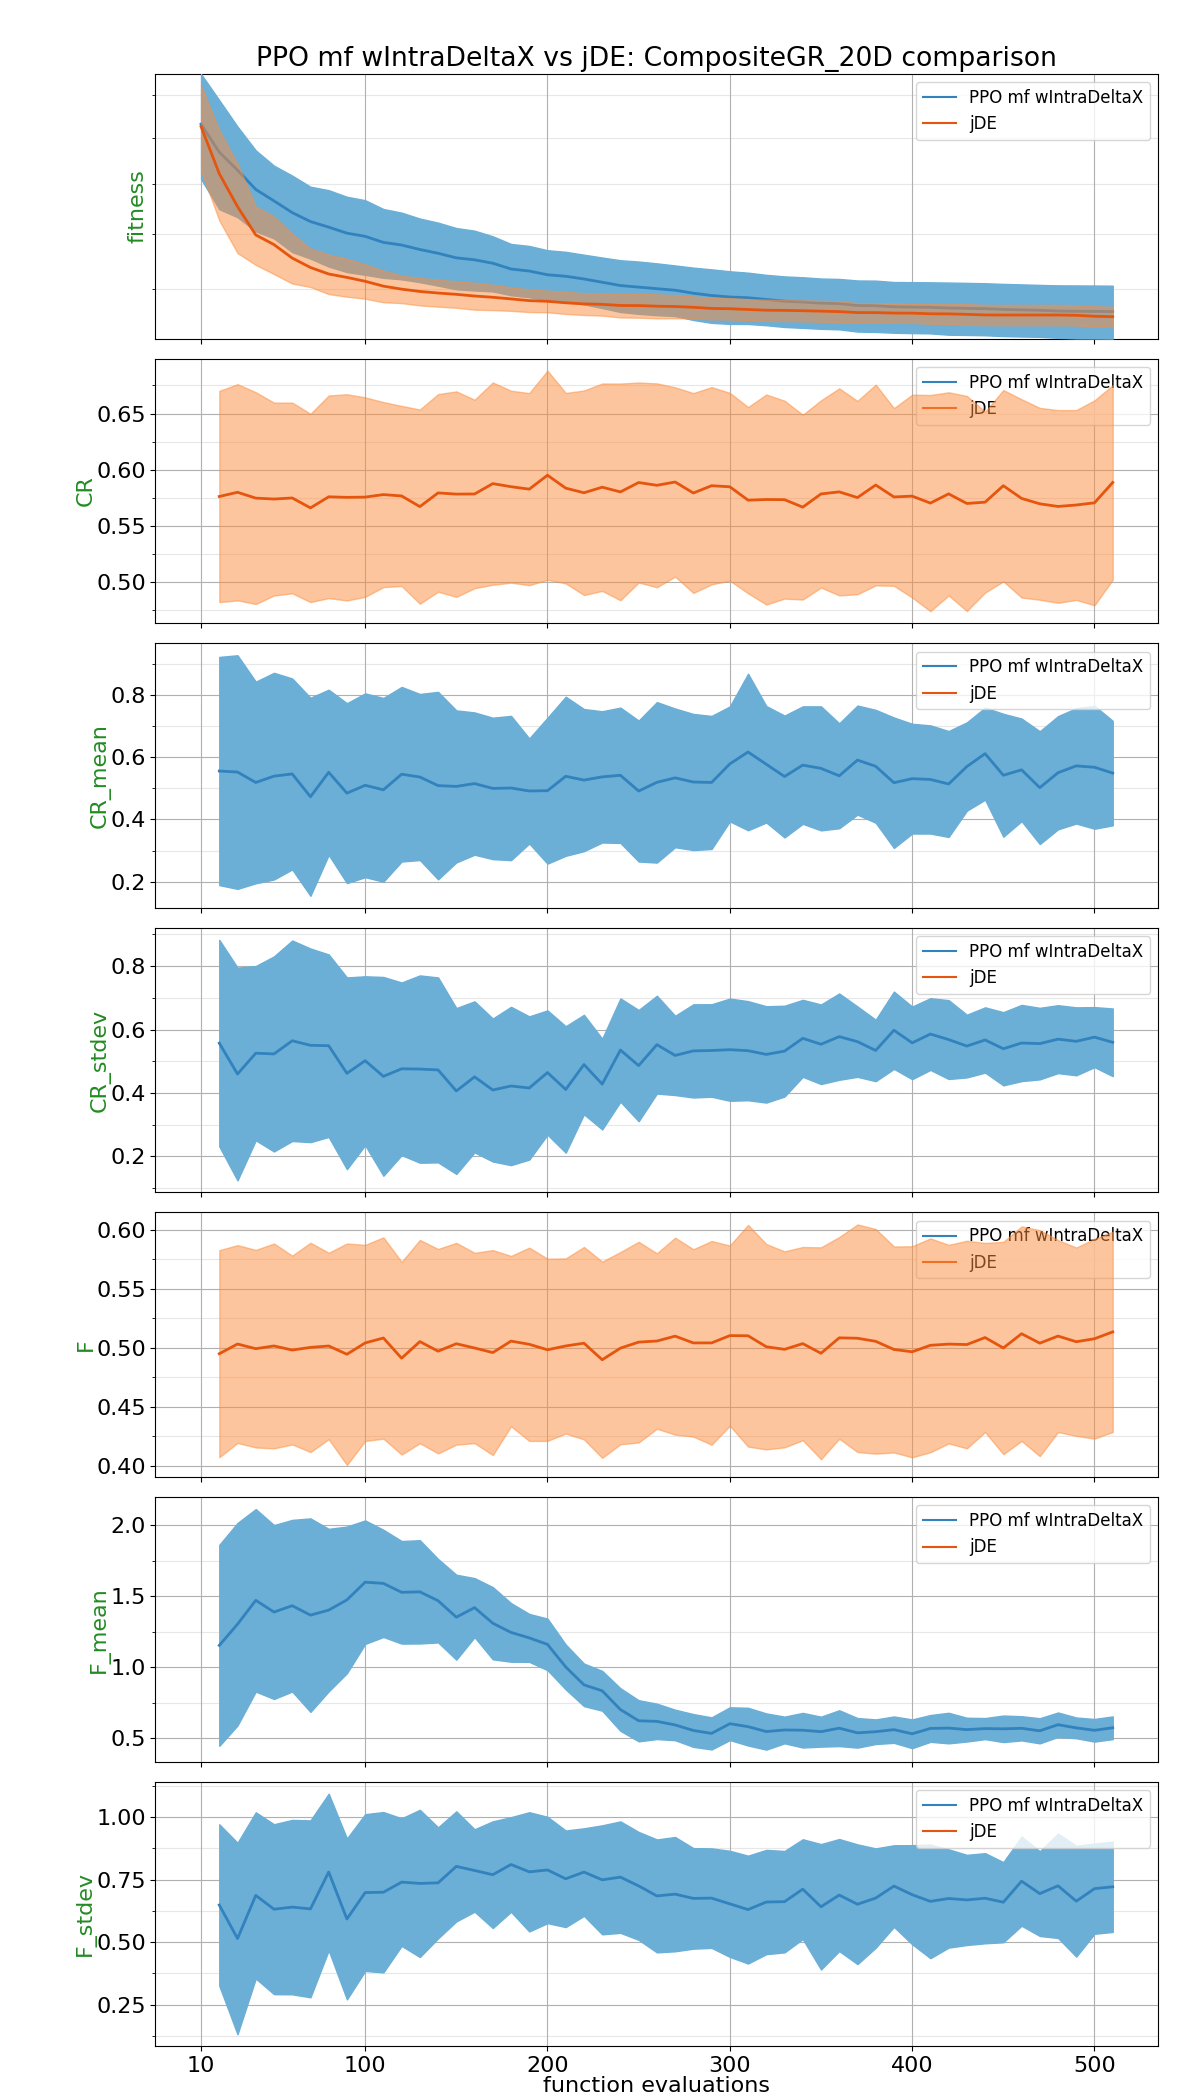 PPO mf wIntraDeltaX vs jDE: CompositeGR_20D comparison
fitness
PPO mf wIntraDeltaX
jDE
CR
0.65
0.60
0.55
0.50
PPO mf wIntraDeltaX
jDE
CR_mean
0.8
0.6
0.4
0.2
PPO mf wIntraDeltaX
jDE
CR_stdev
0.8
0.6
0.4
0.2
PPO mf wIntraDeltaX
jDE
F
0.60
0.55
0.50
0.45
0.40
PPO mf wIntraDeltaX
jDE
F_mean
2.0
1.5
1.0
0.5
PPO mf wIntraDeltaX
jDE
F_stdev
1.00
0.75
0.50
0.25
PPO mf wIntraDeltaX
jDE
10 100 200 300 400 500
function evaluations